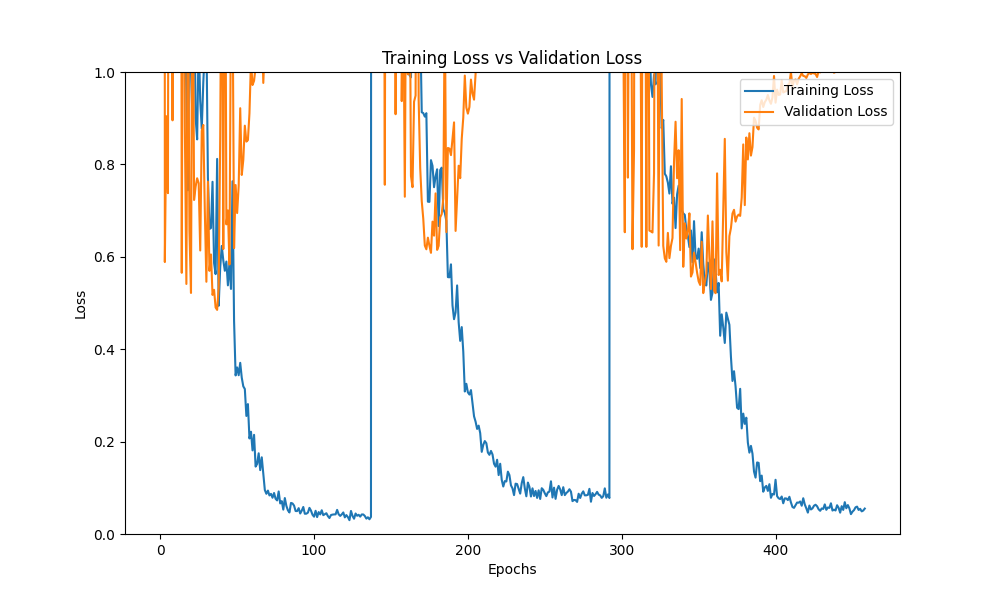 Training Loss vs Validation Loss
Training Loss
Validation Loss
Loss
1.0
0.8
0.6
0.4
0.2
0.0
0 100 200 300 400
Epochs